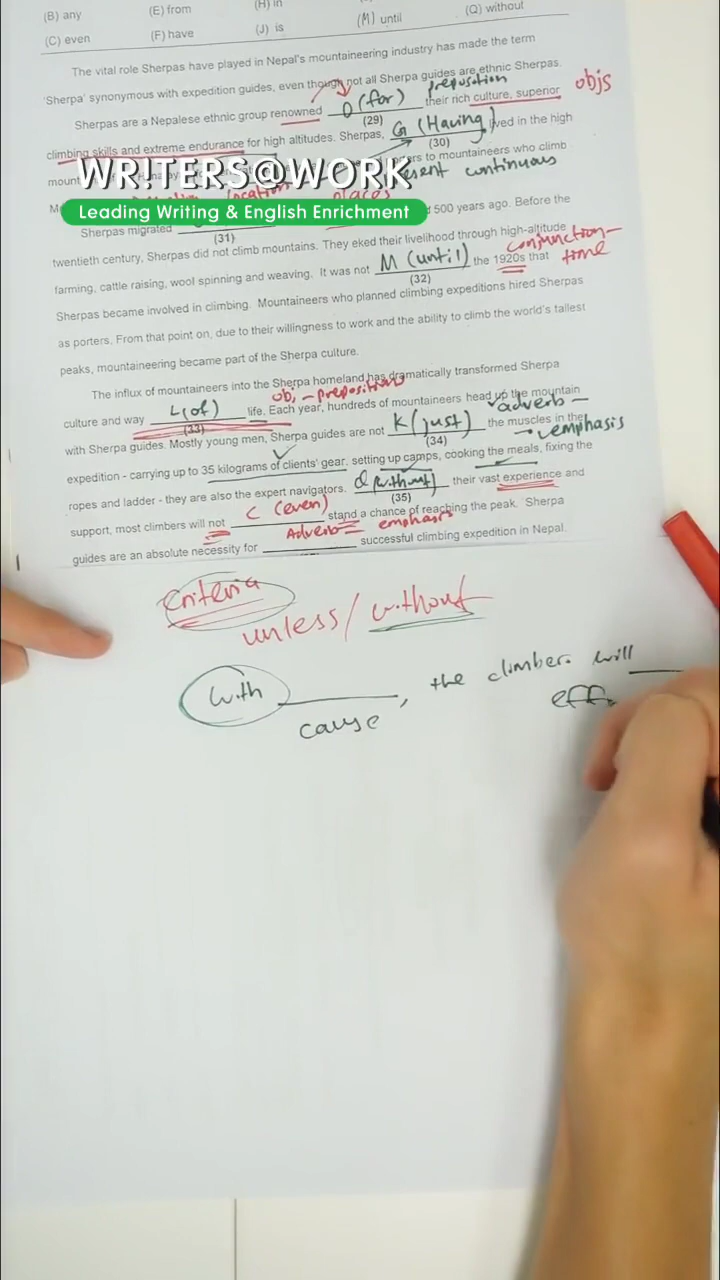 (B) any (E) from (H) in
(C) even (F) have (J) is (M) until (Q) without
The vital role Sherpas have played in Nepal's mountaineering industry has made the term
'Sherpa' synonymous with expedition guides, even though not all Sherpa guides are ethnic Sherpas.
preposition
Sherpas are a Nepalese ethnic group renowned O (for) their rich culture, superior objs
(29)
climbing skills and extreme endurance for high altitudes. Sherpas, G (Having) lived in the high
(30)
WR!TERS@WORK
to mountaineers who climb
continuous
location places
Leading Writing & English Enrichment
Sherpas migrated 500 years ago. Before the
(31)
twentieth century, Sherpas did not climb mountains. They eked their livelihood through high-altitude
conjunction -
farming, cattle raising, wool spinning and weaving. It was not M (until) the 1920s that time
(32)
Sherpas became involved in climbing. Mountaineers who planned climbing expeditions hired Sherpas
as porters. From that point on, due to their willingness to work and the ability to climb the world's tallest
peaks, mountaineering became part of the Sherpa culture.
The influx of mountaineers into the Sherpa homeland has dramatically transformed Sherpa
obj - preposition
culture and way L (of) life. Each year, hundreds of mountaineers head up the mountain
(33)
adverb -
with Sherpa guides. Mostly young men, Sherpa guides are not K (just) the muscles in the
(34)
emphasis
expedition - carrying up to 35 kilograms of clients' gear, setting up camps, cooking the meals, fixing the
ropes and ladder - they are also the expert navigators. Q (without) their vast experience and
(35)
support, most climbers will not C (even) stand a chance of reaching the peak. Sherpa
Adverb = emphasis
guides are an absolute necessity for successful climbing expedition in Nepal.
criteria
unless / without
With , the climbers will
cause